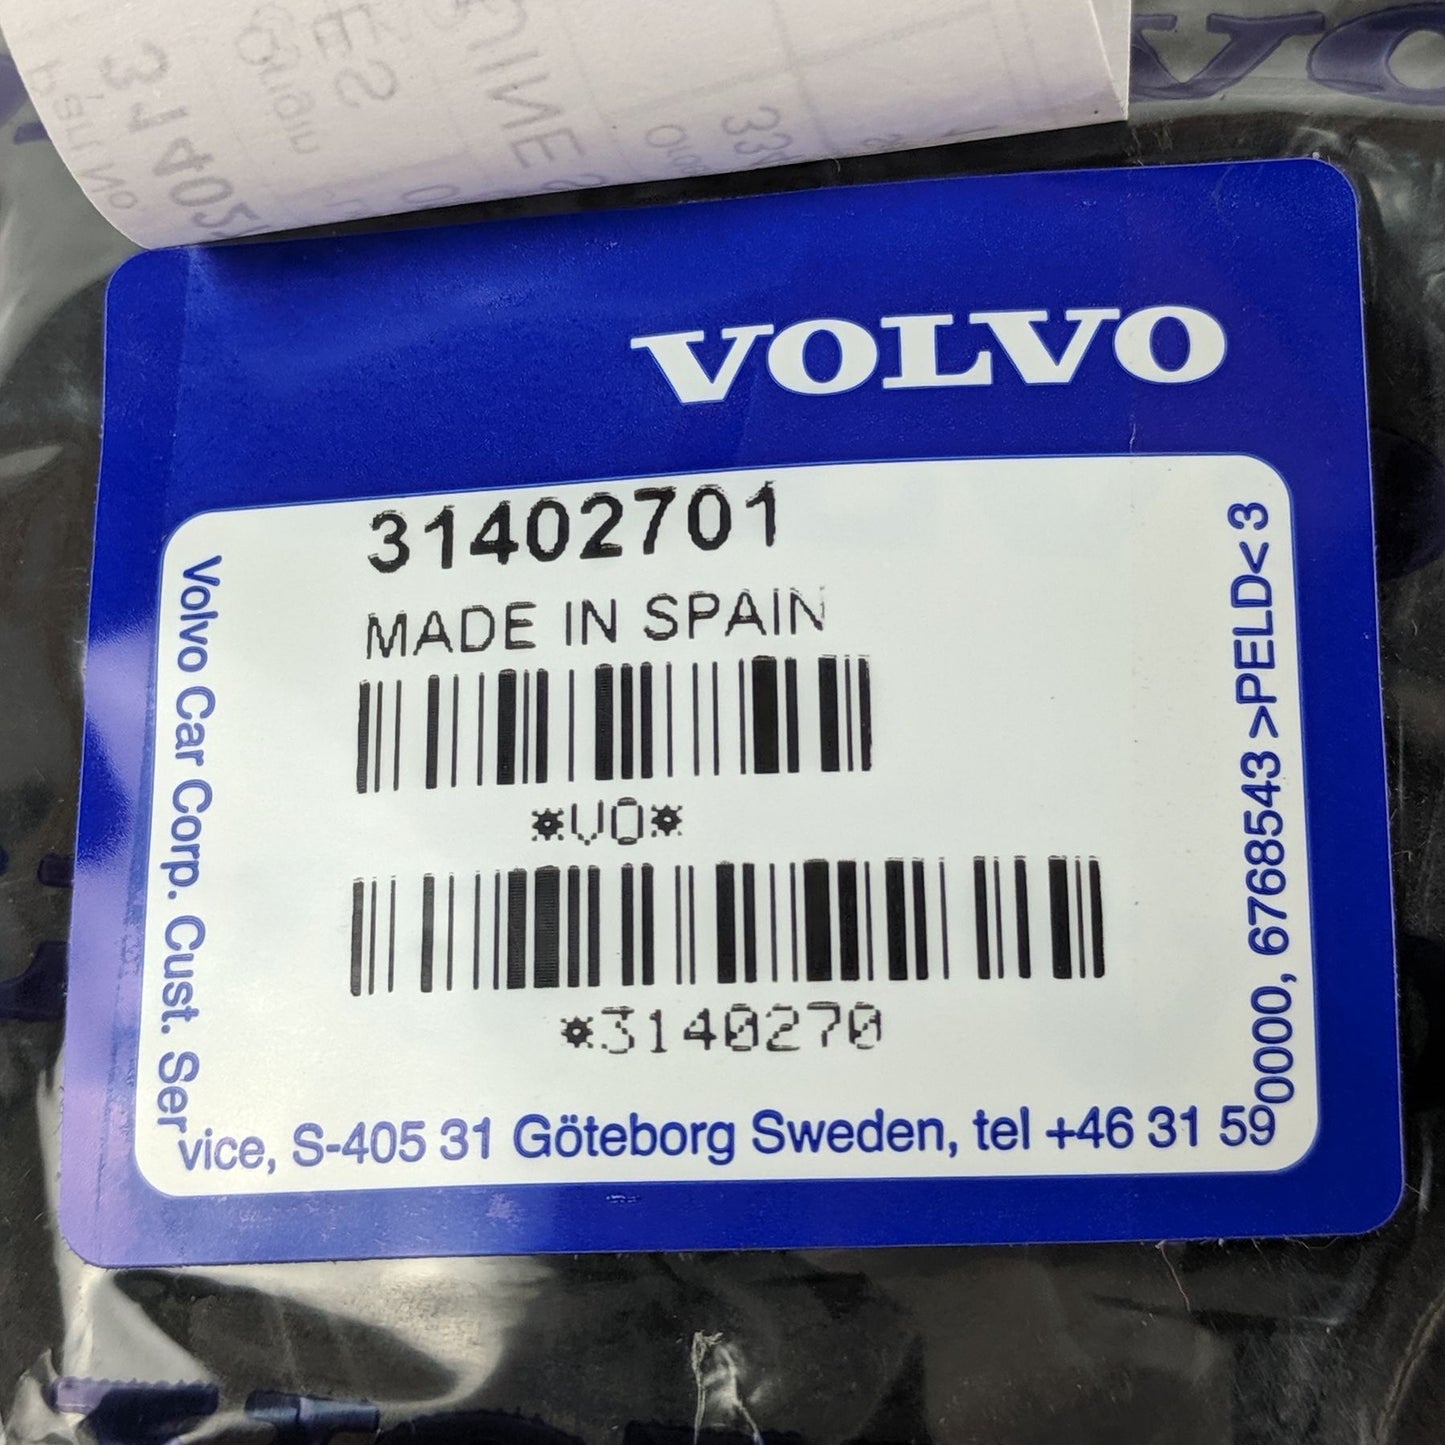 VOLVO
31402701
MADE IN SPAIN
*VO*
*3140270
Volvo Car Corp. Cust. Service, S-405 31 Göteborg Sweden, tel +46 31 590000, 6768543 >PELD< 3